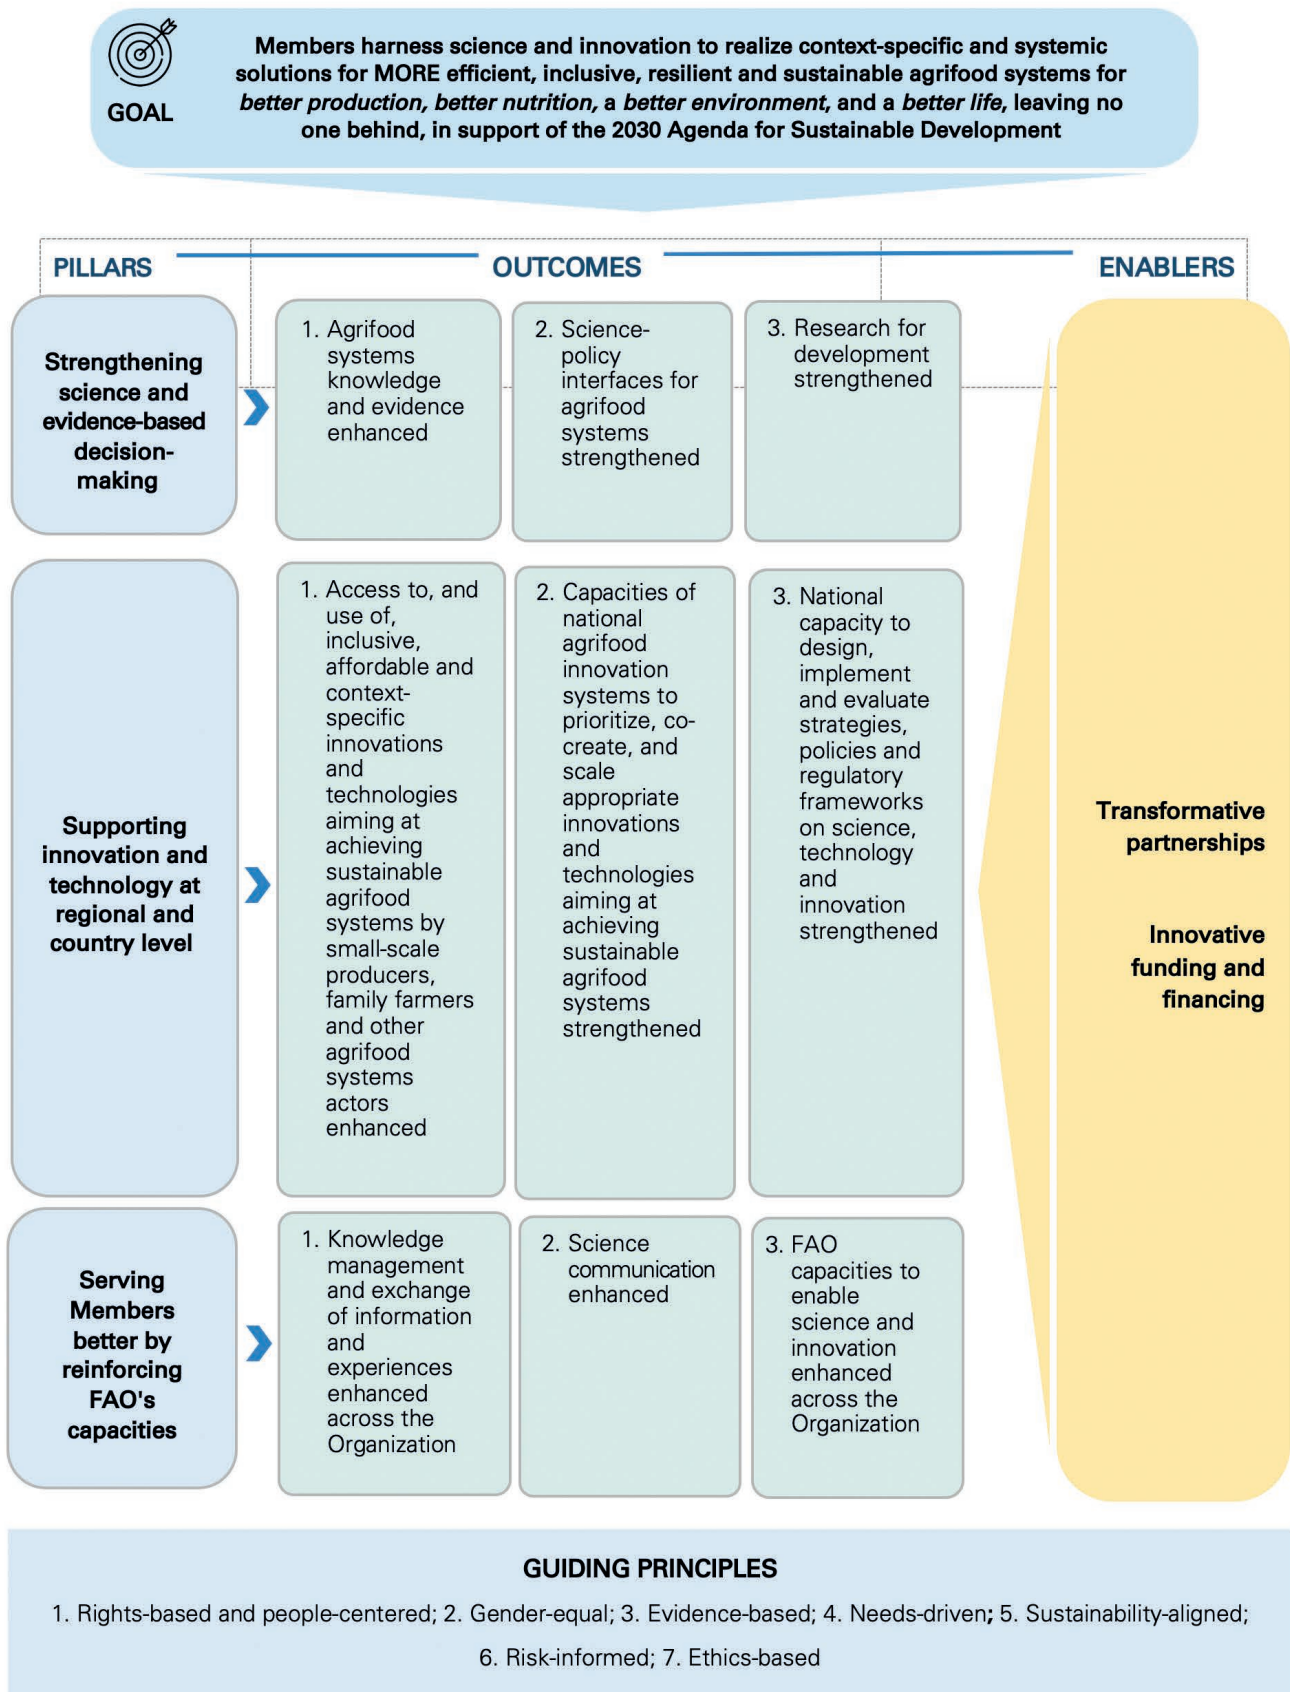 GOAL
Members harness science and innovation to realize context-specific and systemic
solutions for MORE efficient, inclusive, resilient and sustainable agrifood systems for
better production, better nutrition, a better environment, and a better life, leaving no
one behind, in support of the 2030 Agenda for Sustainable Development
PILLARS
OUTCOMES
ENABLERS
Strengthening
science and
evidence-based
decision-
making
1. Agrifood
systems
knowledge
and evidence
enhanced
2. Science-
policy
interfaces for
agrifood
systems
strengthened
3. Research for
development
strengthened
Supporting
innovation and
technology at
regional and
country level
1. Access to, and
use of,
inclusive,
affordable and
context-
specific
innovations
and
technologies
aiming at
achieving
sustainable
agrifood
systems by
small-scale
producers,
family farmers
and other
agrifood
systems
actors
enhanced
2. Capacities of
national
agrifood
innovation
systems to
prioritize, co-
create, and
scale
appropriate
innovations
and
technologies
aiming at
achieving
sustainable
agrifood
systems
strengthened
3. National
capacity to
design,
implement
and evaluate
strategies,
policies and
regulatory
frameworks
on science,
technology
and
innovation
strengthened
Serving
Members
better by
reinforcing
FAO's
capacities
1. Knowledge
management
and exchange
of information
and
experiences
enhanced
across the
Organization
2. Science
communication
enhanced
3. FAO
capacities to
enable
science and
innovation
enhanced
across the
Organization
Transformative
partnerships
Innovative
funding and
financing
GUIDING PRINCIPLES
1. Rights-based and people-centered; 2. Gender-equal; 3. Evidence-based; 4. Needs-driven; 5. Sustainability-aligned;
6. Risk-informed; 7. Ethics-based